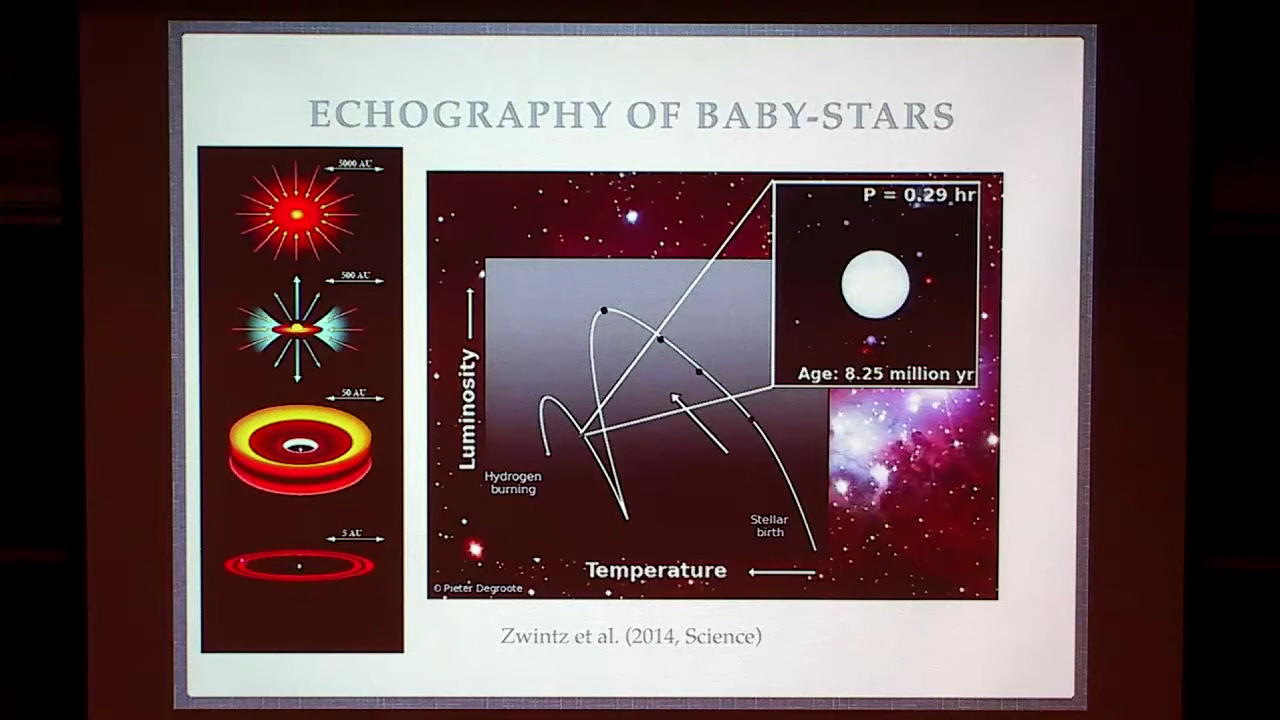 ECHOGRAPHY OF BABY-STARS
5000 AU
500 AU
50 AU
5 AU
P = 0.29 hr
Age: 8.25 million yr
Luminosity
Hydrogen
burning
Stellar
birth
Temperature
© Pieter Degroote
Zwintz et al. (2014, Science)